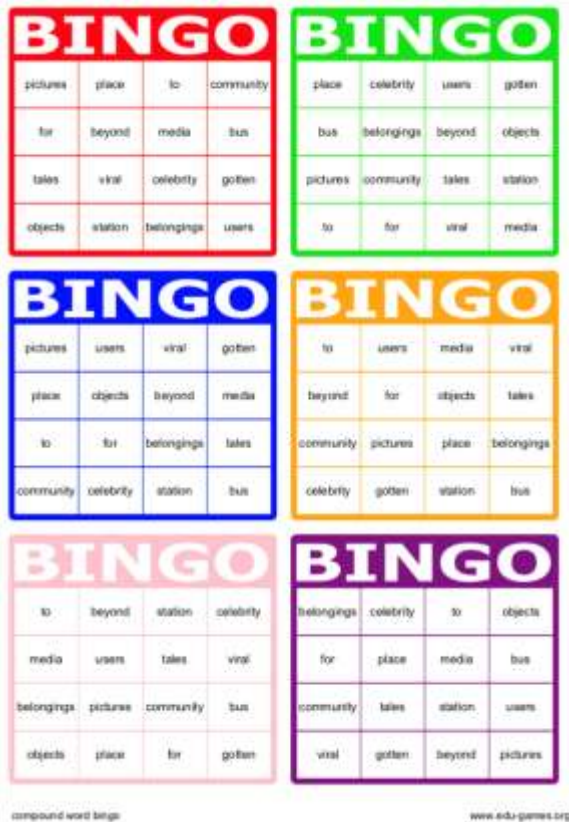 BINGO
pictures place to community
for beyond media bus
tales viral celebrity gotten
objects station belongings users
BINGO
place celebrity users gotten
bus belongings beyond objects
pictures community tales station
to for viral media
BINGO
pictures users viral gotten
place objects beyond media
to for belongings tales
community celebrity station bus
BINGO
to users media viral
beyond for objects tales
community pictures place belongings
celebrity gotten station bus
BINGO
to beyond station celebrity
media users tales viral
belongings pictures community bus
objects place for gotten
BINGO
belongings celebrity to objects
for place media bus
community tales station users
viral gotten beyond pictures
compound word bingo
www.edu-games.org